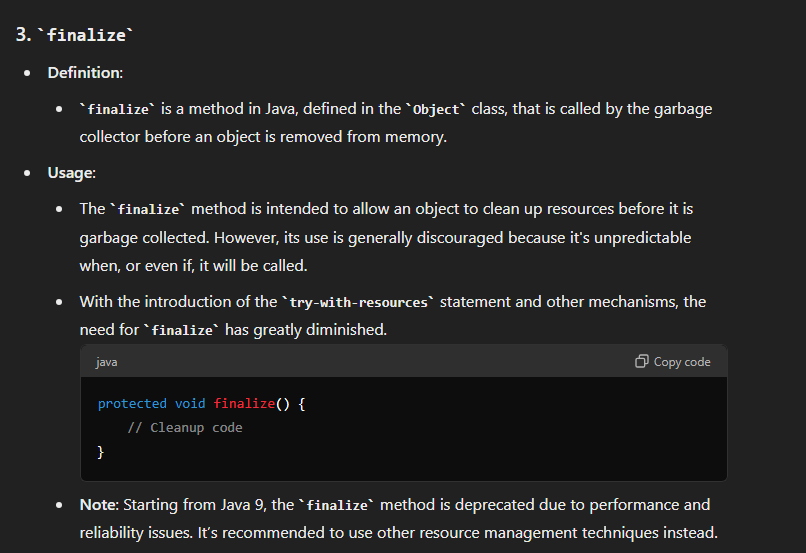 3. `finalize`
• Definition:
• `finalize` is a method in Java, defined in the `Object` class, that is called by the garbage
collector before an object is removed from memory.
• Usage:
• The `finalize` method is intended to allow an object to clean up resources before it is
garbage collected. However, its use is generally discouraged because it's unpredictable
when, or even if, it will be called.
• With the introduction of the `try-with-resources` statement and other mechanisms, the
need for `finalize` has greatly diminished.
java Copy code
protected void finalize() {
    // Cleanup code
}
• Note: Starting from Java 9, the `finalize` method is deprecated due to performance and
reliability issues. It’s recommended to use other resource management techniques instead.